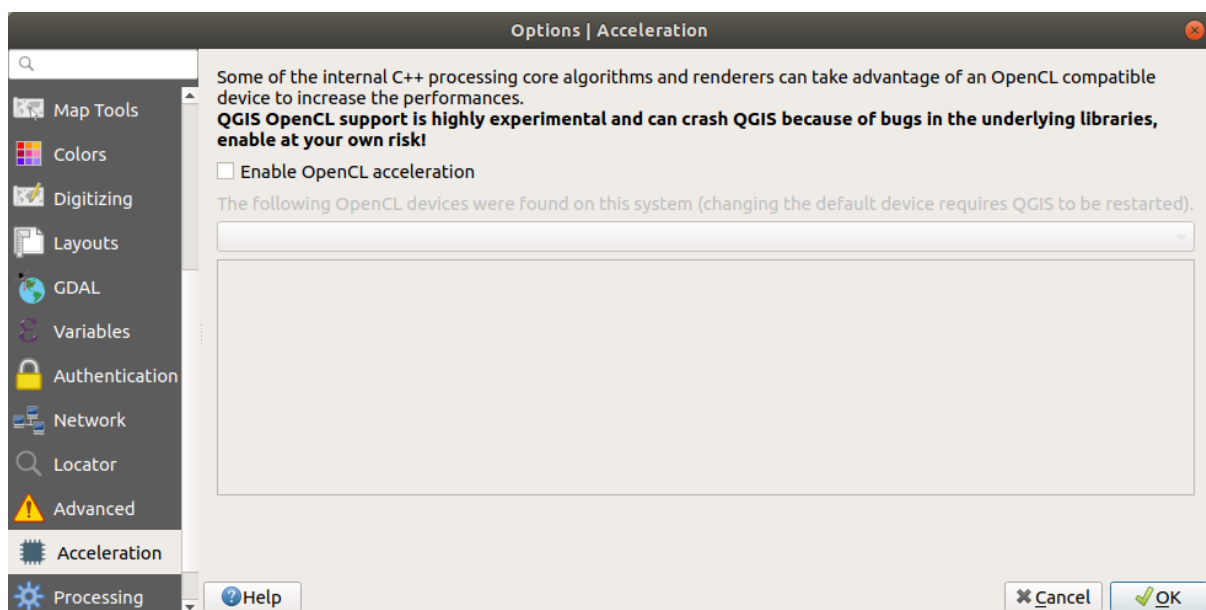 Options | Acceleration
Map Tools
Colors
Digitizing
Layouts
GDAL
Variables
Authentication
Network
Locator
Advanced
Acceleration
Processing
Some of the internal C++ processing core algorithms and renderers can take advantage of an OpenCL compatible
device to increase the performances.
QGIS OpenCL support is highly experimental and can crash QGIS because of bugs in the underlying libraries,
enable at your own risk!
Enable OpenCL acceleration
The following OpenCL devices were found on this system (changing the default device requires QGIS to be restarted).
Help
Cancel
OK